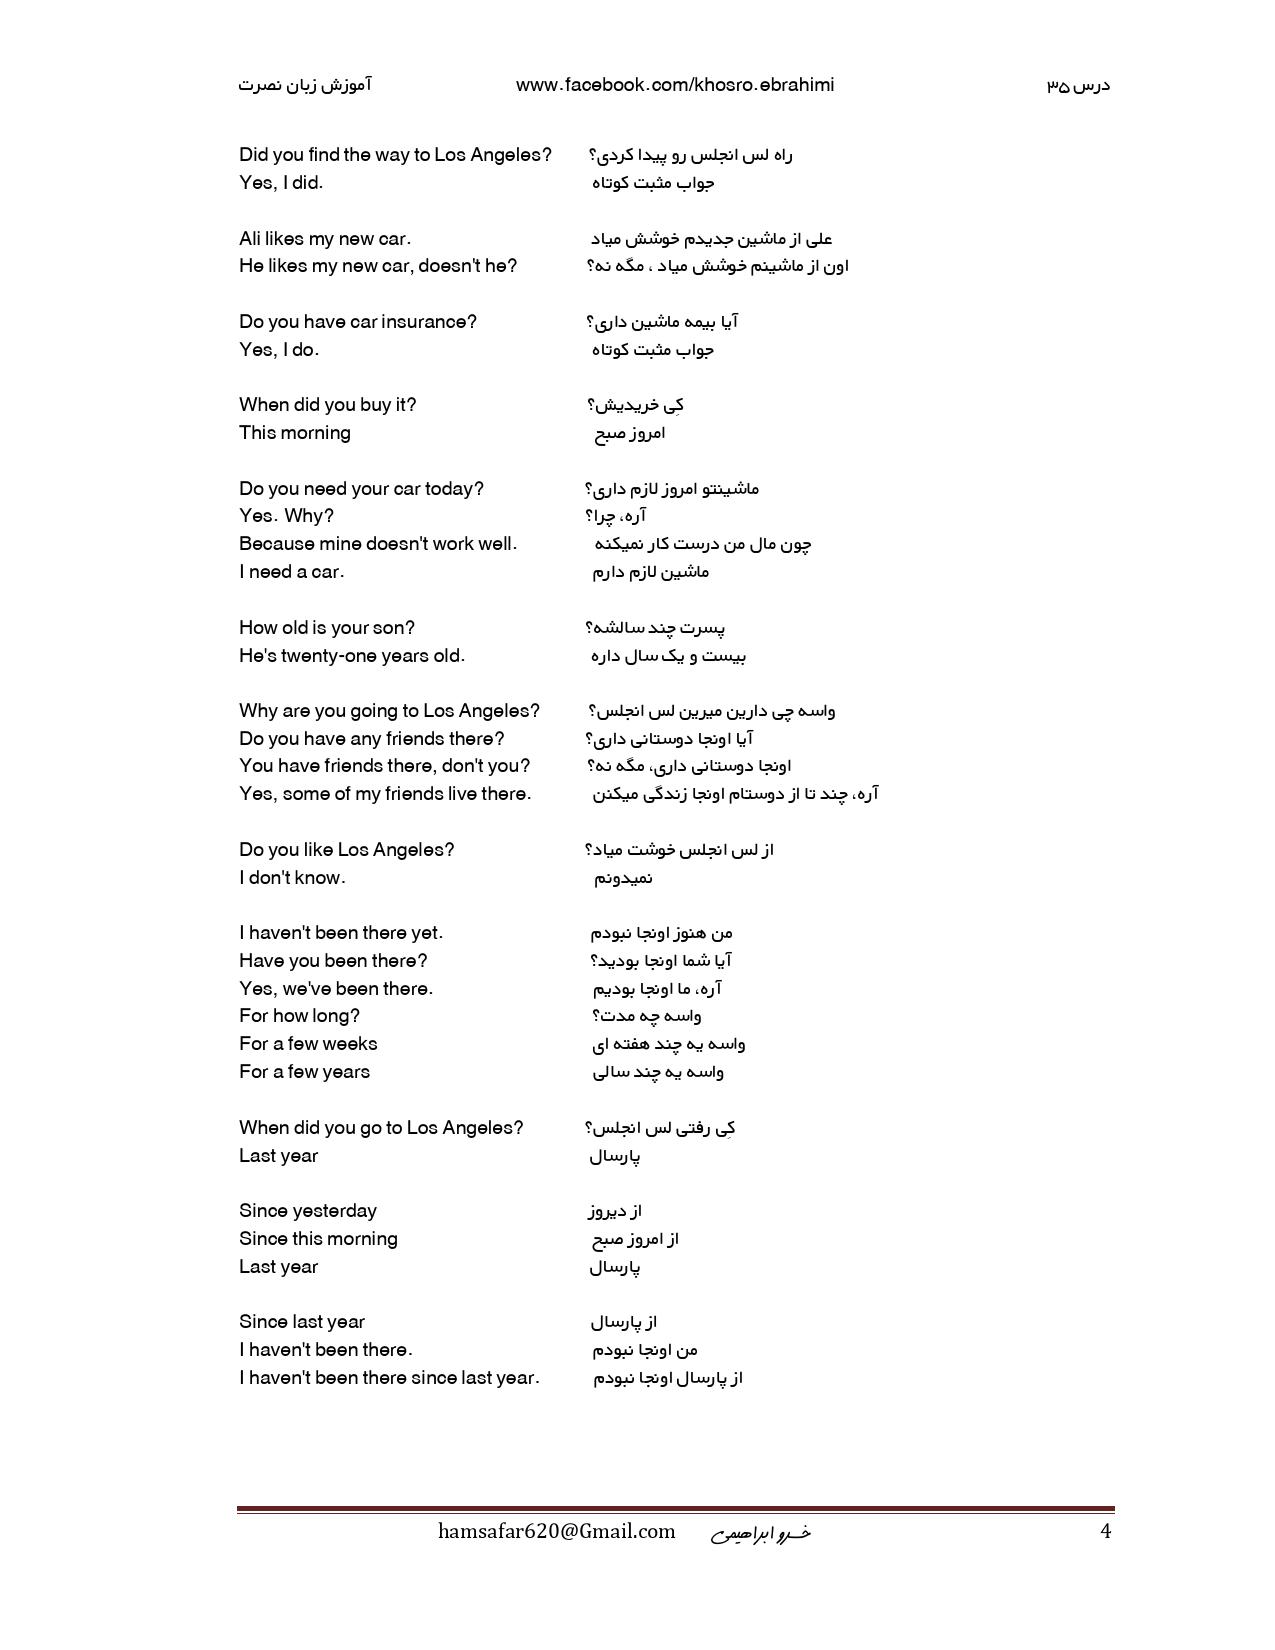 آموزش زبان نصرت www.facebook.com/khosro.ebrahimi درس ۳۵
Did you find the way to Los Angeles? راه لس انجلس رو پیدا کردی؟
Yes, I did. جواب مثبت کوتاه
Ali likes my new car. علی از ماشین جدیدم خوشش میاد
He likes my new car, doesn't he? اون از ماشینم خوشش میاد ، مگه نه؟
Do you have car insurance? آیا بیمه ماشین داری؟
Yes, I do. جواب مثبت کوتاه
When did you buy it? کِی خریدیش؟
This morning امروز صبح
Do you need your car today? ماشینتو امروز لازم داری؟
Yes. Why? آره، چرا؟
Because mine doesn't work well. چون مال من درست کار نمیکنه
I need a car. ماشین لازم دارم
How old is your son? پسرت چند سالشه؟
He's twenty-one years old. بیست و یک سال داره
Why are you going to Los Angeles? واسه چی دارین میرین لس انجلس؟
Do you have any friends there? آیا اونجا دوستانی داری؟
You have friends there, don't you? اونجا دوستانی داری، مگه نه؟
Yes, some of my friends live there. آره، چند تا از دوستام اونجا زندگی میکنن
Do you like Los Angeles? از لس انجلس خوشت میاد؟
I don't know. نمیدونم
I haven't been there yet. من هنوز اونجا نبودم
Have you been there? آیا شما اونجا بودید؟
Yes, we've been there. آره، ما اونجا بودیم
For how long? واسه چه مدت؟
For a few weeks واسه یه چند هفته ای
For a few years واسه یه چند سالی
When did you go to Los Angeles? کِی رفتی لس انجلس؟
Last year پارسال
Since yesterday از دیروز
Since this morning از امروز صبح
Last year پارسال
Since last year از پارسال
I haven't been there. من اونجا نبودم
I haven't been there since last year. از پارسال اونجا نبودم
hamsafar620@Gmail.com خسرو ابراهیمی 4